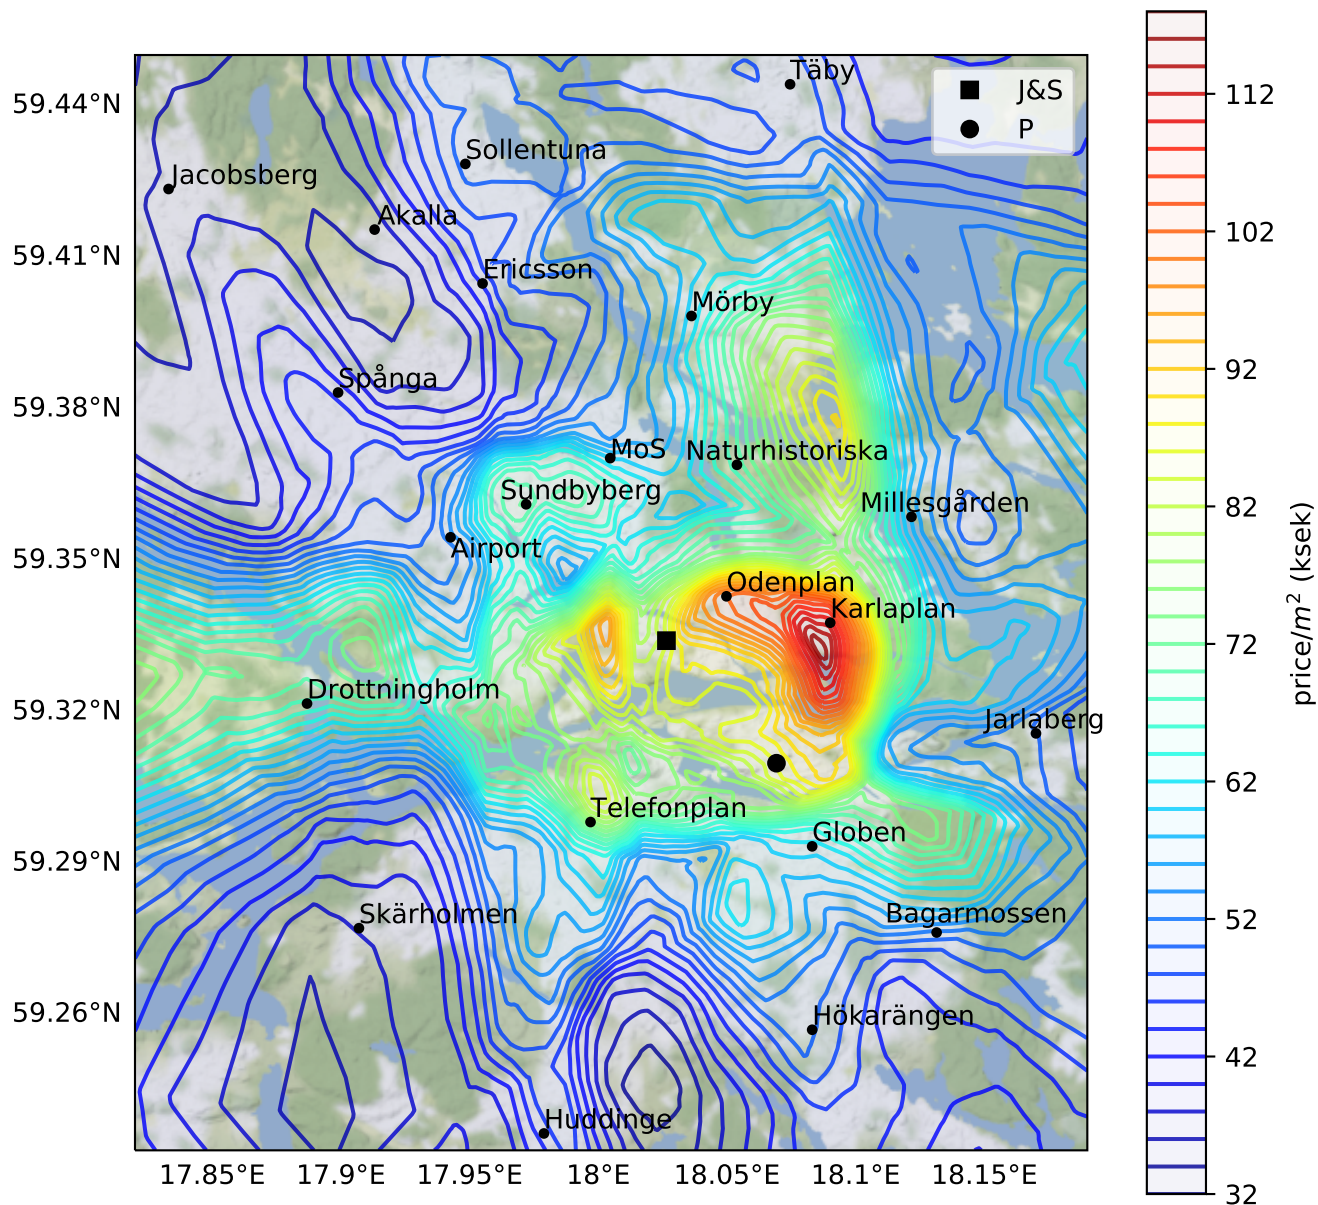 Täby
59.44°N
J&S
112
P
Sollentuna
Jacobsberg
Akalla
102
59.41°N
Ericsson
Mörby
92
Spånga
59.38°N
MoS
Naturhistoriska
Sundbyberg
82
Millesgården
Airport
59.35°N
price/m² (ksek)
Odenplan
Karlaplan
72
Drottningholm
59.32°N
Jarlaberg
62
Telefonplan
Globen
59.29°N
Skärholmen
Bagarmossen
52
59.26°N
Hökarängen
42
Huddinge
17.85°E 17.9°E 17.95°E 18°E 18.05°E 18.1°E 18.15°E
32